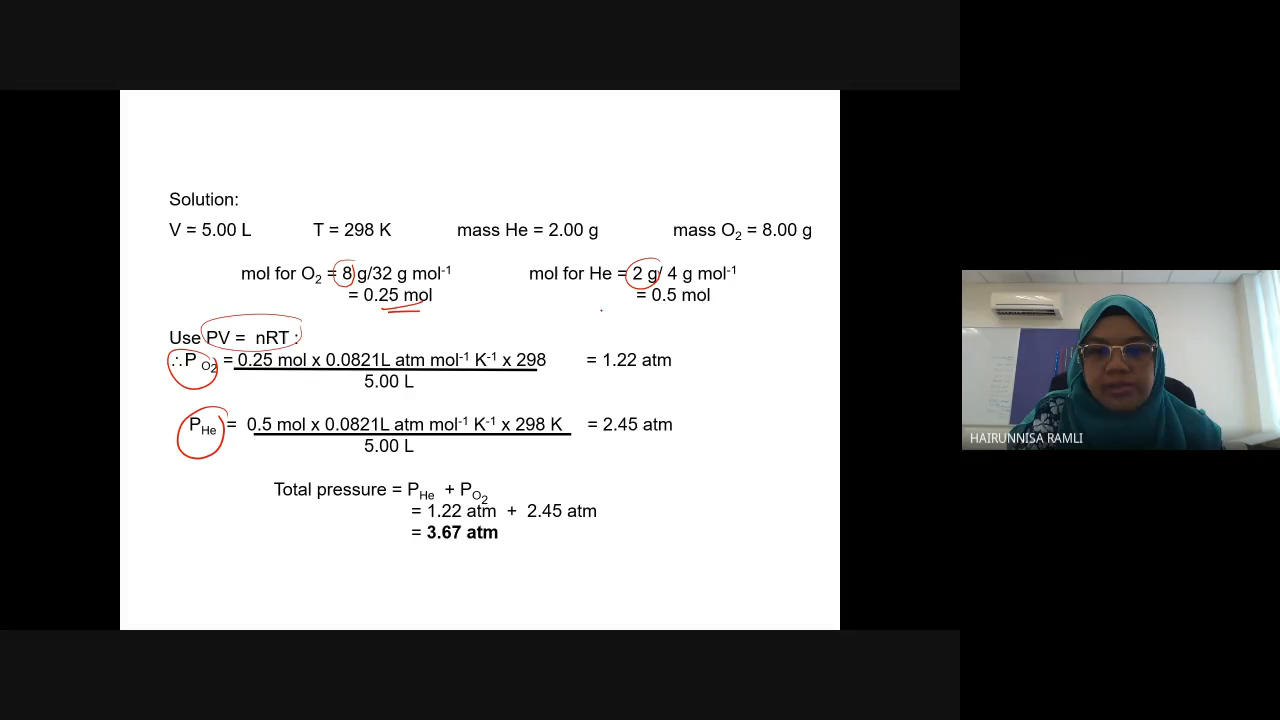 Solution:
V = 5.00 L T = 298 K mass He = 2.00 g mass O₂ = 8.00 g
mol for O₂ = 8 g/32 g mol⁻¹ mol for He = 2 g/ 4 g mol⁻¹
= 0.25 mol = 0.5 mol
Use PV = nRT :
∴P O₂ = 0.25 mol x 0.0821L atm mol⁻¹ K⁻¹ x 298 = 1.22 atm
5.00 L
P He = 0.5 mol x 0.0821L atm mol⁻¹ K⁻¹ x 298 K = 2.45 atm
5.00 L
Total pressure = P He + P O₂
= 1.22 atm + 2.45 atm
= 3.67 atm
HAIRUNNISA RAMLI